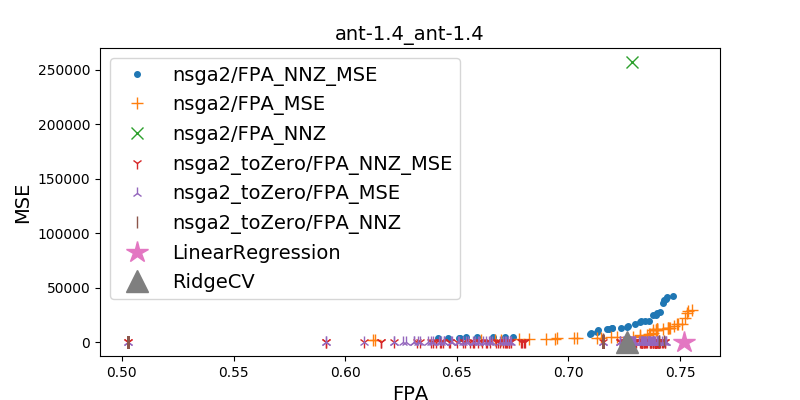 ant-1.4_ant-1.4
250000
200000
150000
100000
50000
0
MSE
nsga2/FPA_NNZ_MSE
nsga2/FPA_MSE
nsga2/FPA_NNZ
nsga2_toZero/FPA_NNZ_MSE
nsga2_toZero/FPA_MSE
nsga2_toZero/FPA_NNZ
LinearRegression
RidgeCV
0.50 0.55 0.60 0.65 0.70 0.75
FPA